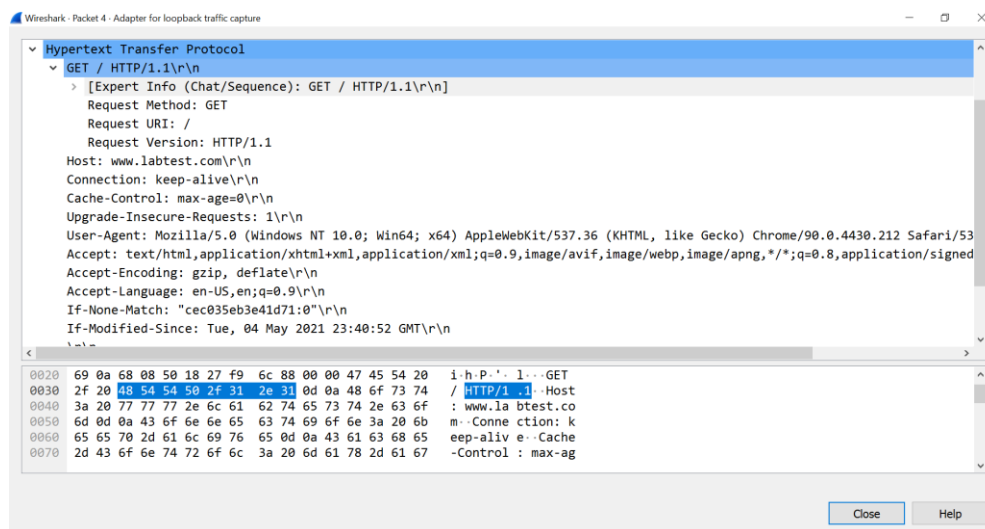 Wireshark · Packet 4 · Adapter for loopback traffic capture
Hypertext Transfer Protocol
GET / HTTP/1.1\r\n
[Expert Info (Chat/Sequence): GET / HTTP/1.1\r\n]
Request Method: GET
Request URI: /
Request Version: HTTP/1.1
Host: www.labtest.com\r\n
Connection: keep-alive\r\n
Cache-Control: max-age=0\r\n
Upgrade-Insecure-Requests: 1\r\n
User-Agent: Mozilla/5.0 (Windows NT 10.0; Win64; x64) AppleWebKit/537.36 (KHTML, like Gecko) Chrome/90.0.4430.212 Safari/53
Accept: text/html,application/xhtml+xml,application/xml;q=0.9,image/avif,image/webp,image/apng,*/*;q=0.8,application/signed
Accept-Encoding: gzip, deflate\r\n
Accept-Language: en-US,en;q=0.9\r\n
If-None-Match: "cec035eb3e41d71:0"\r\n
If-Modified-Since: Tue, 04 May 2021 23:40:52 GMT\r\n
\r\n
0020 69 0a 68 08 50 18 27 f9 6c 88 00 00 47 45 54 20 i·h·P·'· l···GET
0030 2f 20 48 54 54 50 2f 31 2e 31 0d 0a 48 6f 73 74 / HTTP/1 .1··Host
0040 3a 20 77 77 77 2e 6c 61 62 74 65 73 74 2e 63 6f : www.la btest.co
0050 6d 0d 0a 43 6f 6e 6e 65 63 74 69 6f 6e 3a 20 6b m··Conne ction: k
0060 65 65 70 2d 61 6c 69 76 65 0d 0a 43 61 63 68 65 eep-aliv e··Cache
0070 2d 43 6f 6e 74 72 6f 6c 3a 20 6d 61 78 2d 61 67 -Control : max-ag
Close Help